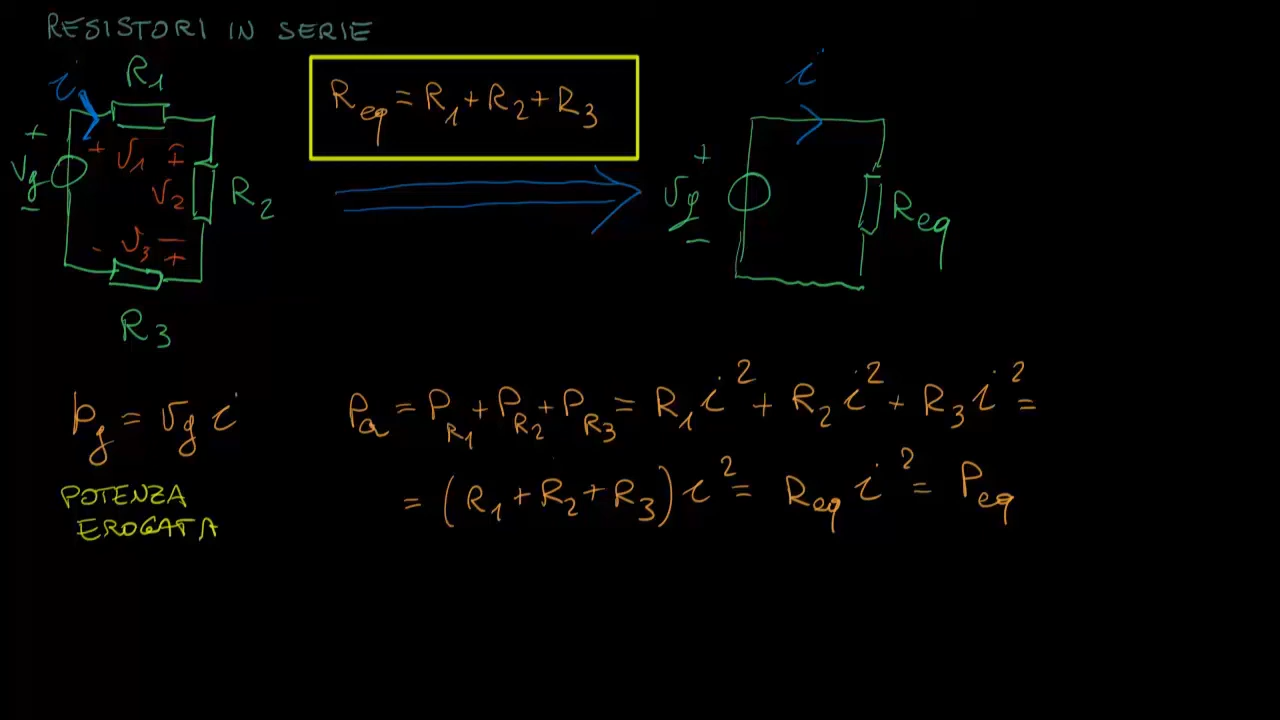 RESISTORI IN SERIE
i
R1
+ vg -
+ v1 -
+ v2 -
R2
- v3 +
R3
Req = R1 + R2 + R3
i
+ vg -
Req
pg = vg i
POTENZA
EROGATA
Pa = PR1 + PR2 + PR3 = R1 i² + R2 i² + R3 i² =
= (R1 + R2 + R3) i² = Req i² = Peq